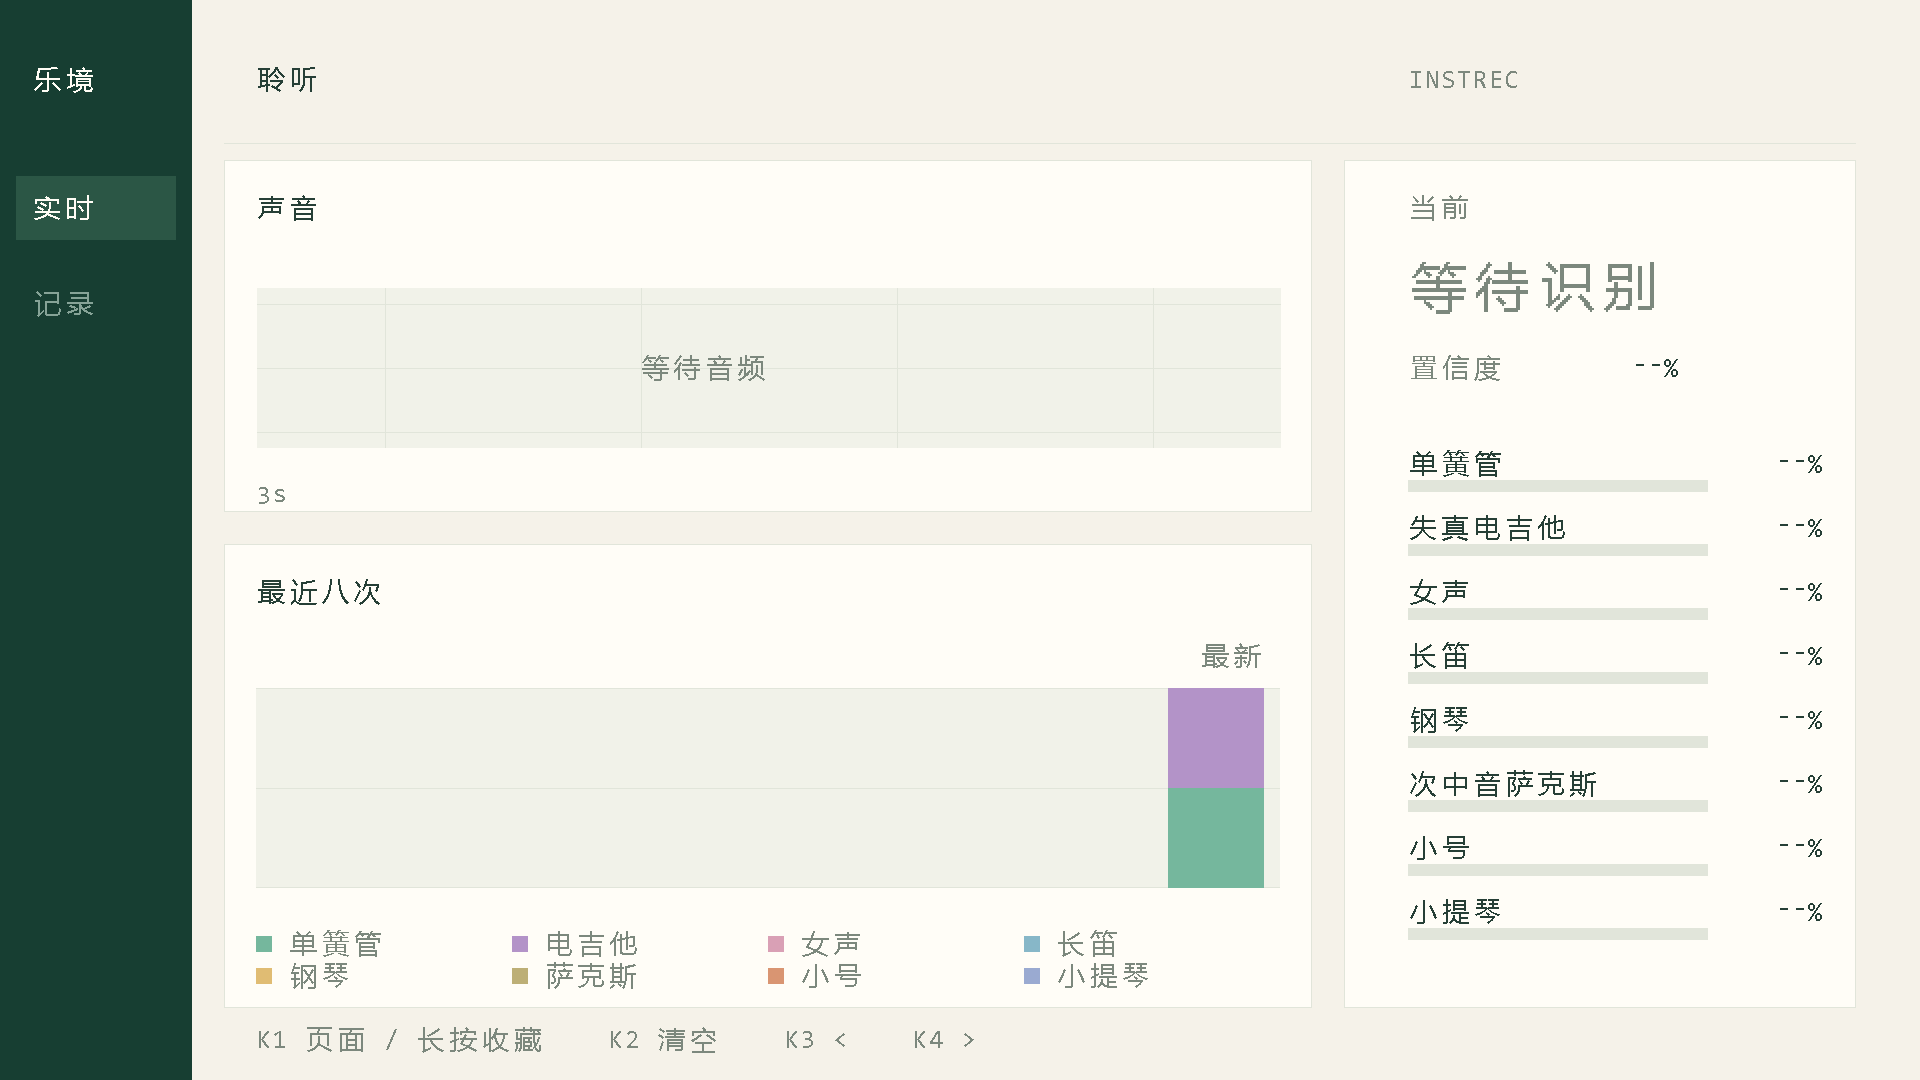 乐境
实时
记录
聆听
INSTREC
声音
等待音频
3s
最近八次
最新
单簧管 电吉他 女声 长笛
钢琴 萨克斯 小号 小提琴
当前
等待识别
置信度 --%
单簧管 --%
失真电吉他 --%
女声 --%
长笛 --%
钢琴 --%
次中音萨克斯 --%
小号 --%
小提琴 --%
K1 页面 / 长按收藏 K2 清空 K3 < K4 >